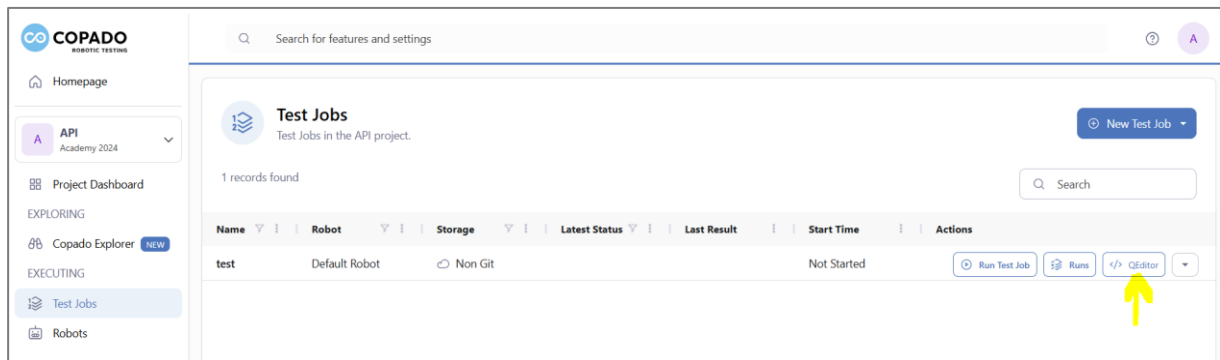 COPADO
ROBOTIC TESTING
Search for features and settings
A
Homepage
A
API
Academy 2024
Project Dashboard
EXPLORING
Copado Explorer NEW
EXECUTING
Test Jobs
Robots
Test Jobs
Test Jobs in the API project.
New Test Job
1 records found
Search
Name Robot Storage Latest Status Last Result Start Time Actions
test Default Robot Non Git Not Started Run Test Job Runs </> QEditor